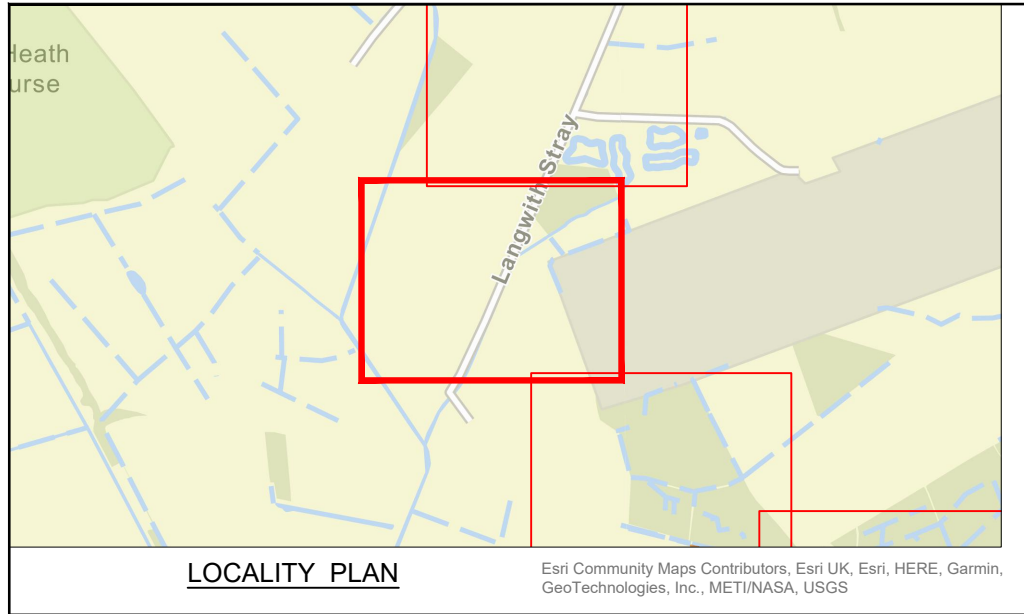 Heath
urse
Langwith Stray
LOCALITY PLAN
Esri Community Maps Contributors, Esri UK, Esri, HERE, Garmin,
GeoTechnologies, Inc., METI/NASA, USGS